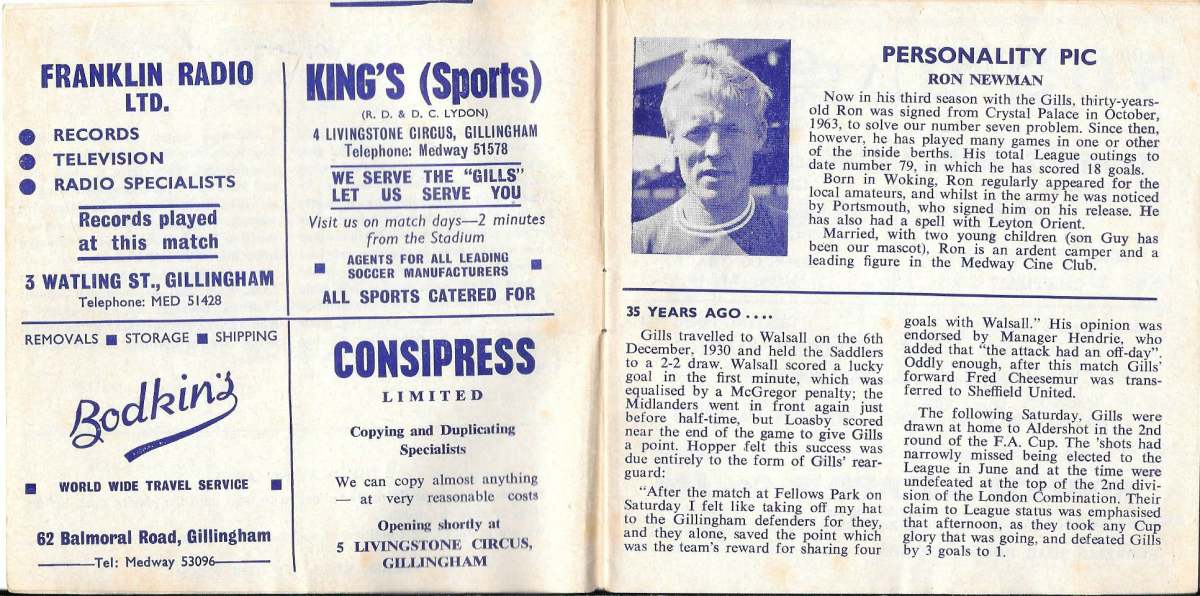 FRANKLIN RADIO
LTD.
● RECORDS
● TELEVISION
● RADIO SPECIALISTS
Records played
at this match
3 WATLING ST., GILLINGHAM
Telephone: MED 51428
KING'S (Sports)
(R. D. & D. C. LYDON)
4 LIVINGSTONE CIRCUS, GILLINGHAM
Telephone: Medway 51578
WE SERVE THE "GILLS"
LET US SERVE YOU
Visit us on match days—2 minutes
from the Stadium
■ AGENTS FOR ALL LEADING ■
SOCCER MANUFACTURERS
ALL SPORTS CATERED FOR
REMOVALS ■ STORAGE ■ SHIPPING
Bodkin's
■ WORLD WIDE TRAVEL SERVICE ■
62 Balmoral Road, Gillingham
Tel: Medway 53096
CONSIPRESS
LIMITED
Copying and Duplicating
Specialists
We can copy almost anything
— at very reasonable costs
Opening shortly at
5 LIVINGSTONE CIRCUS,
GILLINGHAM
PERSONALITY PIC
RON NEWMAN
Now in his third season with the Gills, thirty-years-
old Ron was signed from Crystal Palace in October,
1963, to solve our number seven problem. Since then,
however, he has played many games in one or other
of the inside berths. His total League outings to
date number 79, in which he has scored 18 goals.
Born in Woking, Ron regularly appeared for the
local amateurs, and whilst in the army he was noticed
by Portsmouth, who signed him on his release. He
has also had a spell with Leyton Orient.
Married, with two young children (son Guy has
been our mascot), Ron is an ardent camper and a
leading figure in the Medway Cine Club.
35 YEARS AGO ....
Gills travelled to Walsall on the 6th
December, 1930 and held the Saddlers
to a 2-2 draw. Walsall scored a lucky
goal in the first minute, which was
equalised by a McGregor penalty; the
Midlanders went in front again just
before half-time, but Loasby scored
near the end of the game to give Gills
a point. Hopper felt this success was
due entirely to the form of Gills' rear-
guard:
"After the match at Fellows Park on
Saturday I felt like taking off my hat
to the Gillingham defenders for they,
and they alone, saved the point which
was the team's reward for sharing four
goals with Walsall." His opinion was
endorsed by Manager Hendrie, who
added that "the attack had an off-day".
Oddly enough, after this match Gills'
forward Fred Cheesemur was trans-
ferred to Sheffield United.
The following Saturday, Gills were
drawn at home to Aldershot in the 2nd
round of the F.A. Cup. The 'shots had
narrowly missed being elected to the
League in June and at the time were
undefeated at the top of the 2nd divi-
sion of the London Combination. Their
claim to League status was emphasised
that afternoon, as they took any Cup
glory that was going, and defeated Gills
by 3 goals to 1.